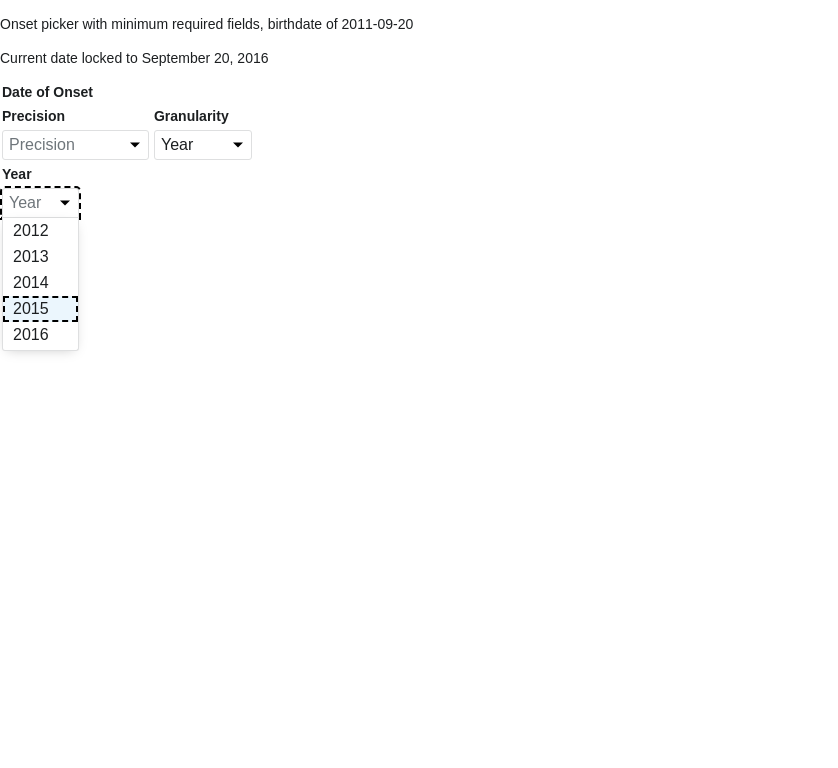 Onset picker with minimum required fields, birthdate of 2011-09-20
Current date locked to September 20, 2016
Date of Onset
Precision Granularity
Precision Year
Year
Year
2012
2013
2014
2015
2016